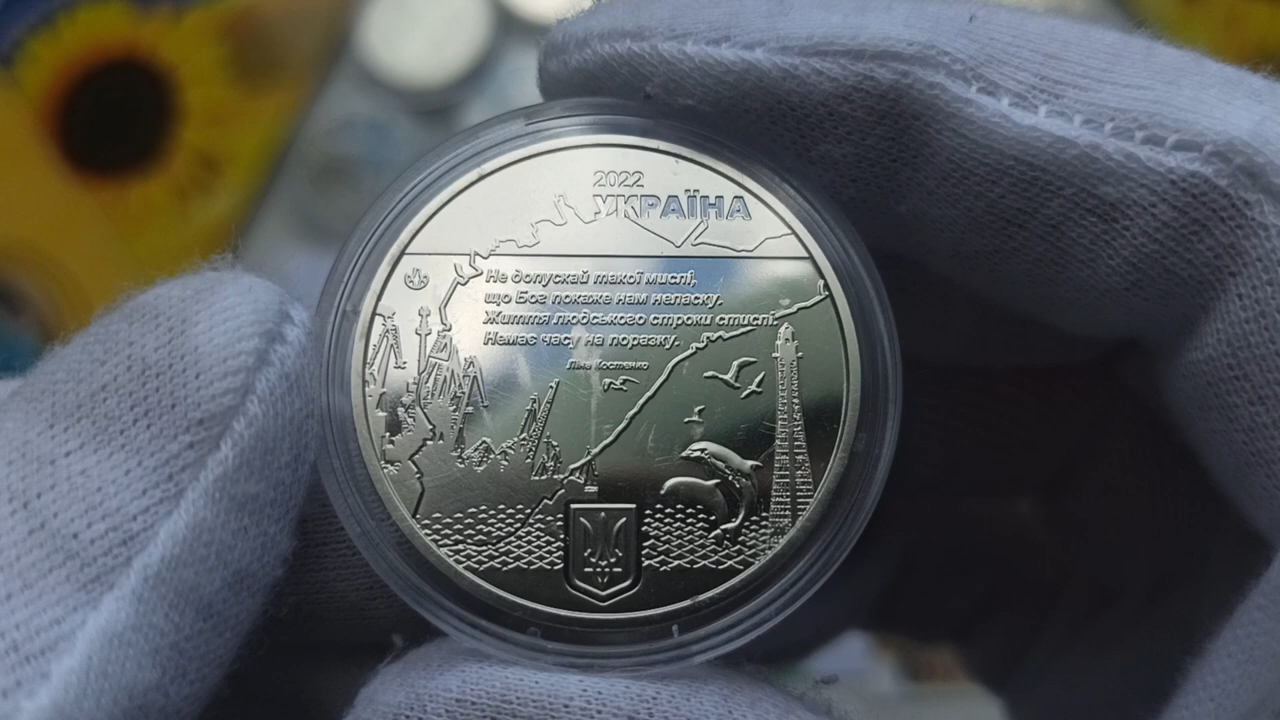 2022
УКРАЇНА
Не допускай такої мислі,
що Бог покаже нам неласку.
Життя людського строки стислі.
Немає часу на поразку.
Ліна Костенко